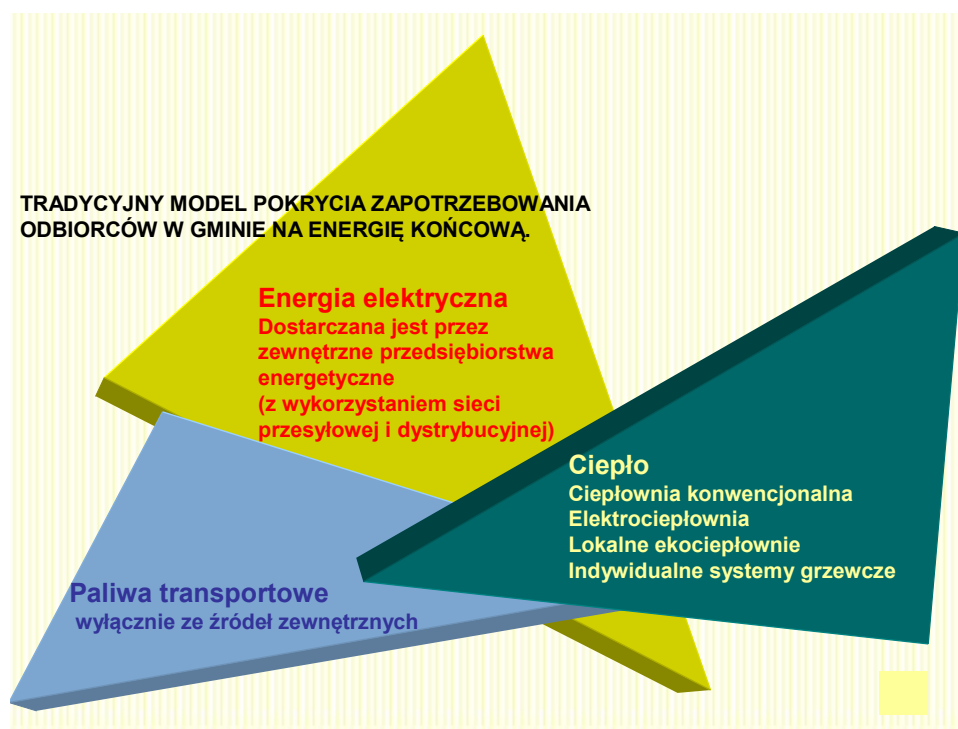 TRADYCYJNY MODEL POKRYCIA ZAPOTRZEBOWANIA
ODBIORCÓW W GMINIE NA ENERGIĘ KOŃCOWĄ.
Energia elektryczna
Dostarczana jest przez
zewnętrzne przedsiębiorstwa
energetyczne
(z wykorzystaniem sieci
przesyłowej i dystrybucyjnej)
Ciepło
Ciepłownia konwencjonalna
Elektrociepłownia
Lokalne ekociepłownie
Indywidualne systemy grzewcze
Paliwa transportowe
wyłącznie ze źródeł zewnętrznych